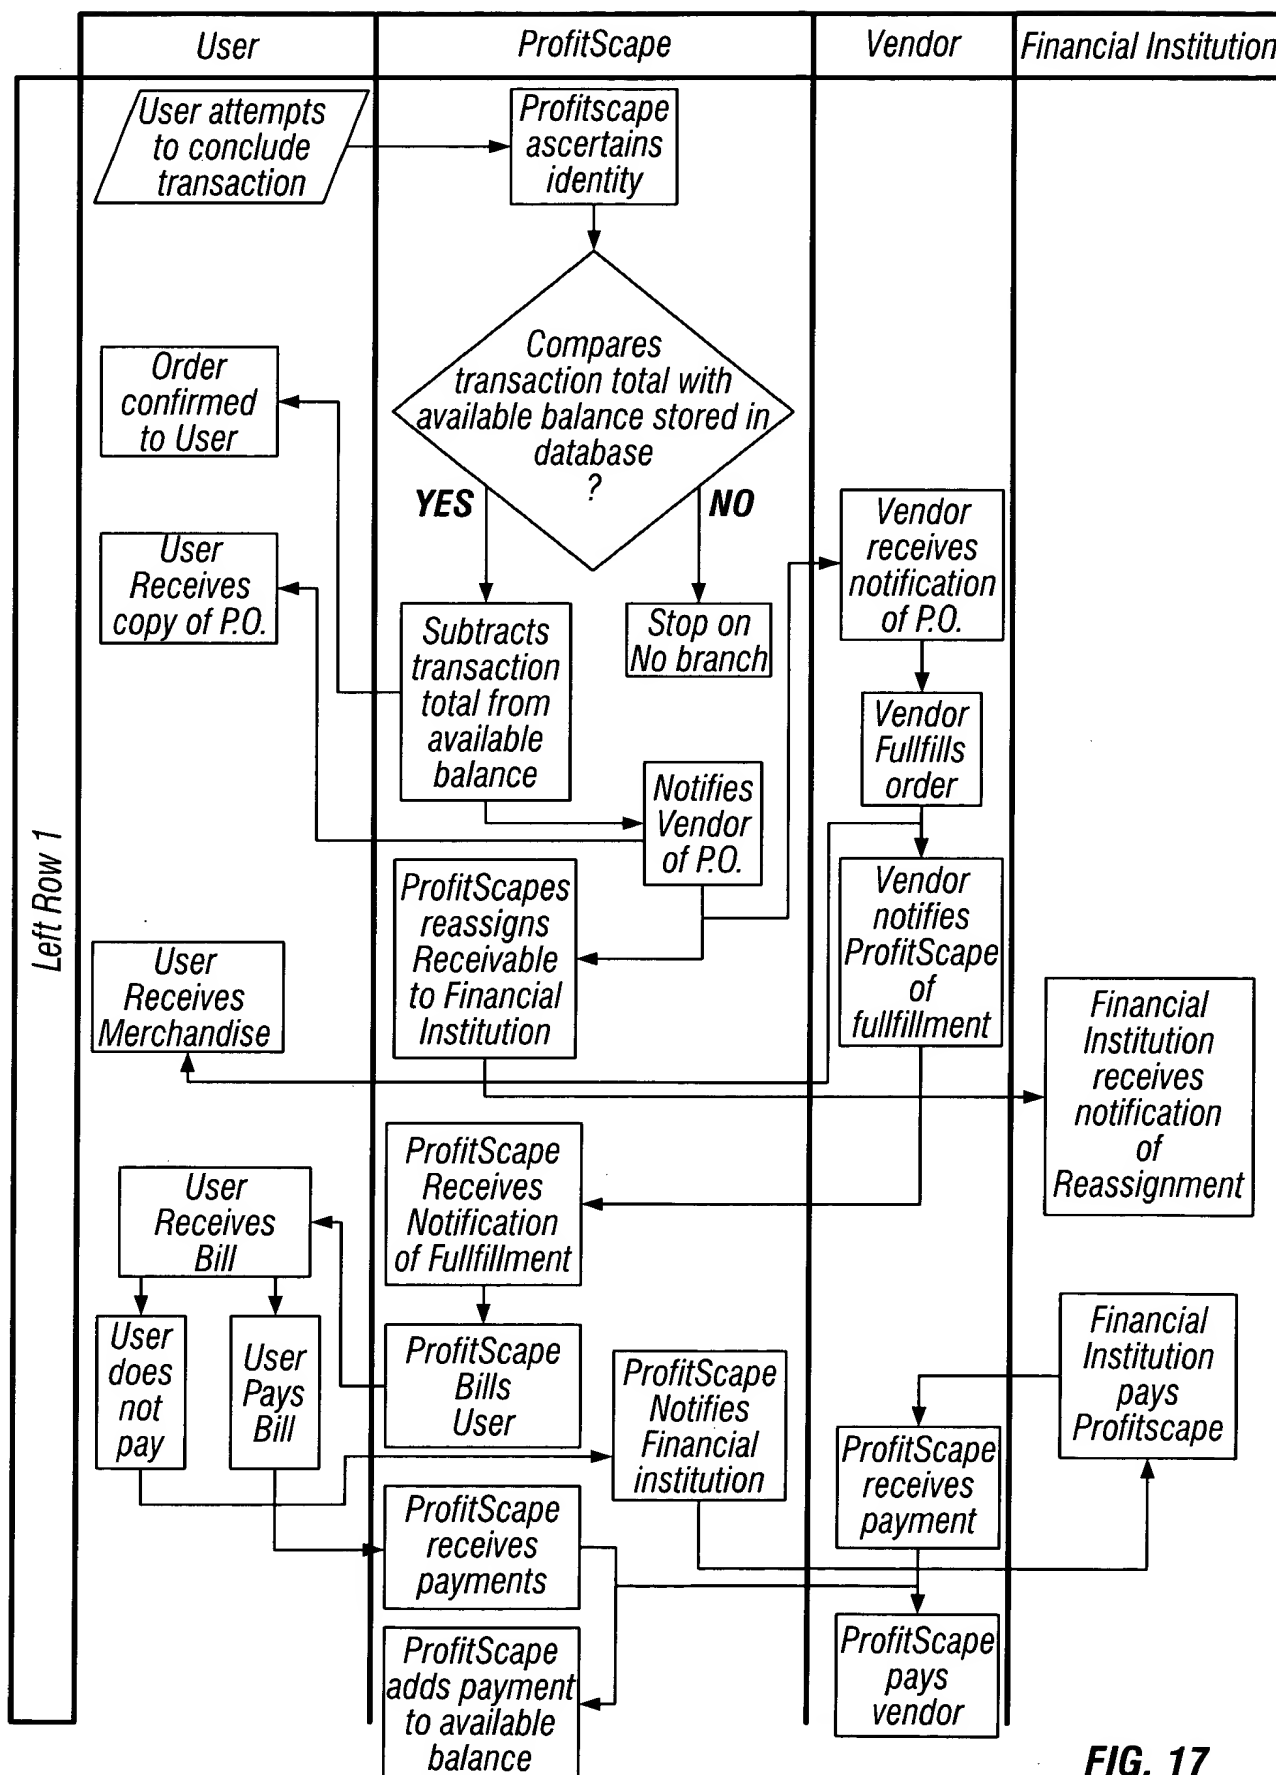 User
ProfitScape
Vendor
Financial Institution
Left Row 1
User attempts
to conclude
transaction
Profitscape
ascertains
identity
Compares
transaction total with
available balance stored in
database
?
YES
NO
Order
confirmed
to User
User
Receives
copy of P.O.
Subtracts
transaction
total from
available
balance
Stop on
No branch
Vendor
receives
notification
of P.O.
Vendor
Fullfills
order
Notifies
Vendor
of P.O.
ProfitScapes
reassigns
Receivable
to Financial
Institution
Vendor
notifies
ProfitScape
of
fullfillment
User
Receives
Merchandise
Financial
Institution
receives
notification
of
Reassignment
ProfitScape
Receives
Notification
of Fullfillment
User
Receives
Bill
User
does
not
pay
User
Pays
Bill
ProfitScape
Bills
User
ProfitScape
Notifies
Financial
institution
Financial
Institution
pays
Profitscape
ProfitScape
receives
payment
ProfitScape
receives
payments
ProfitScape
adds payment
to available
balance
ProfitScape
pays
vendor
FIG. 17